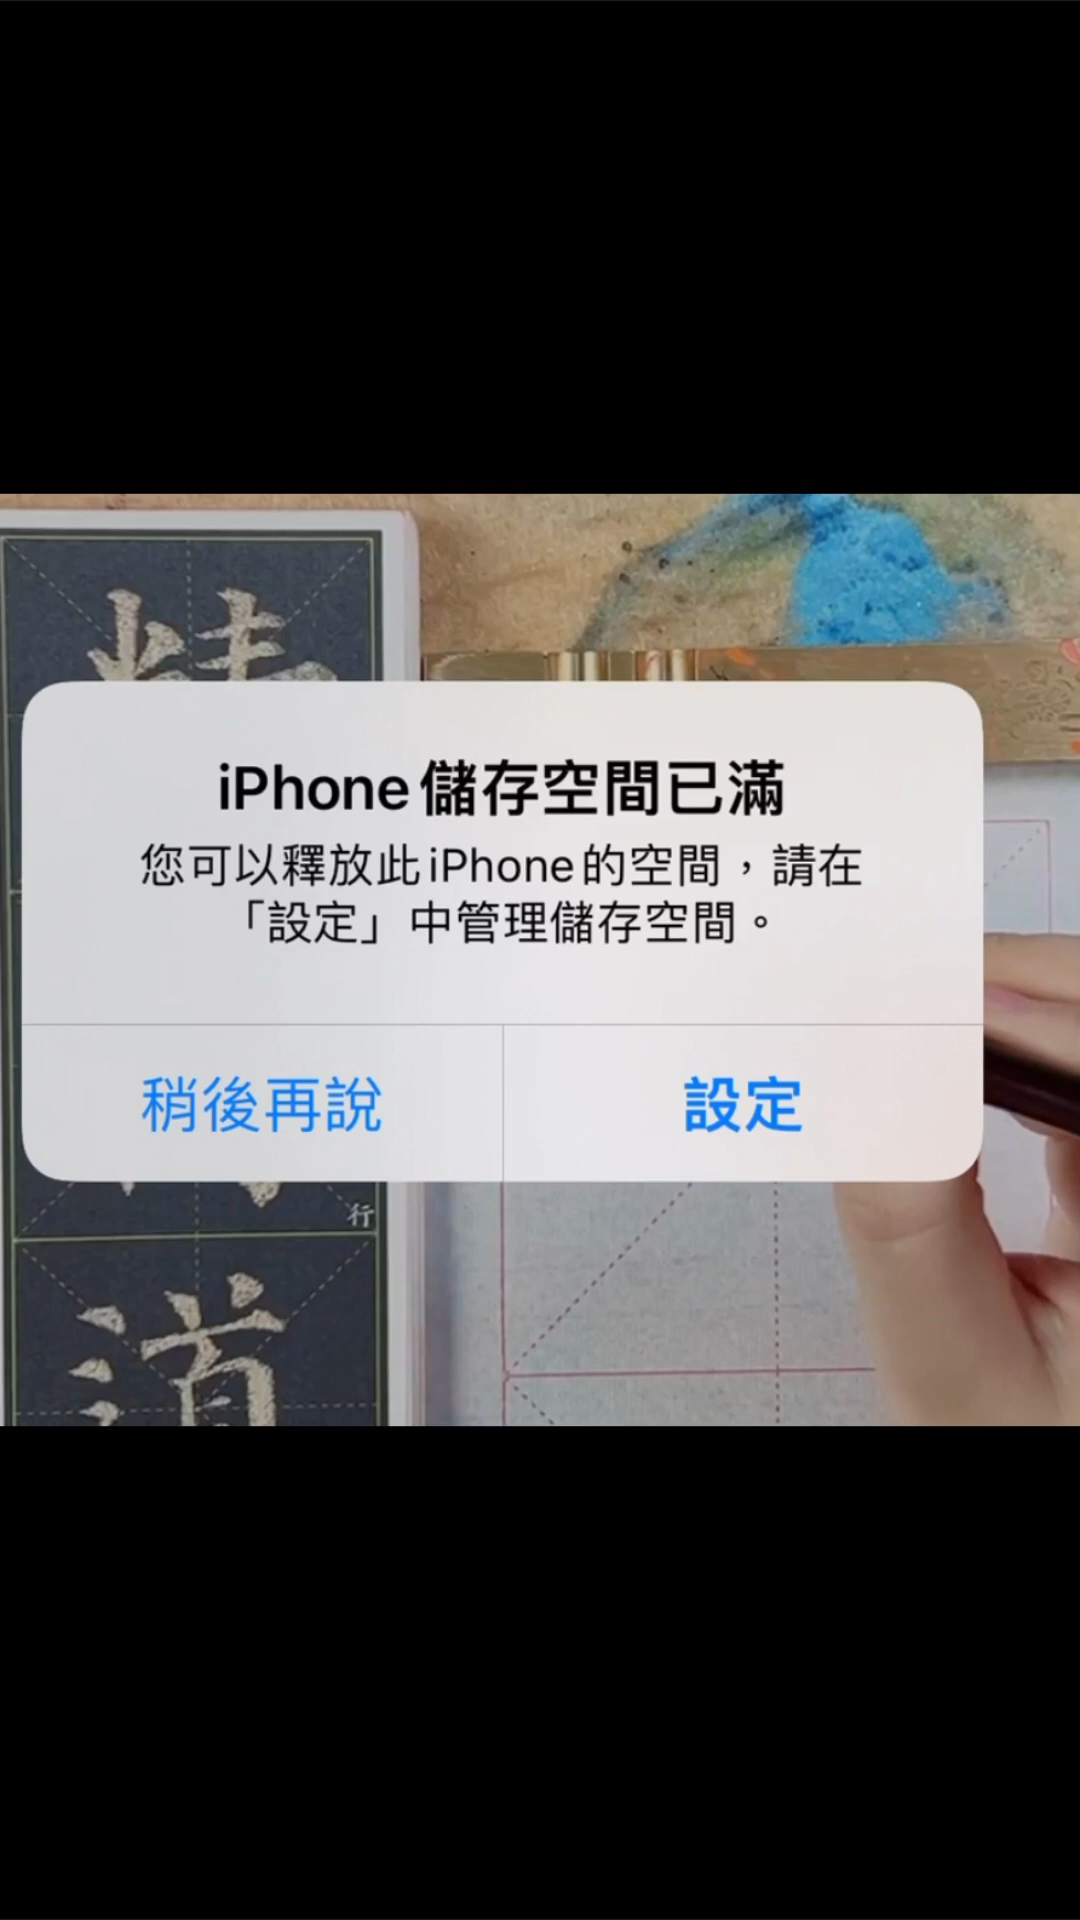 iPhone儲存空間已滿
您可以釋放此iPhone的空間，請在
「設定」中管理儲存空間。
稍後再說
設定
行